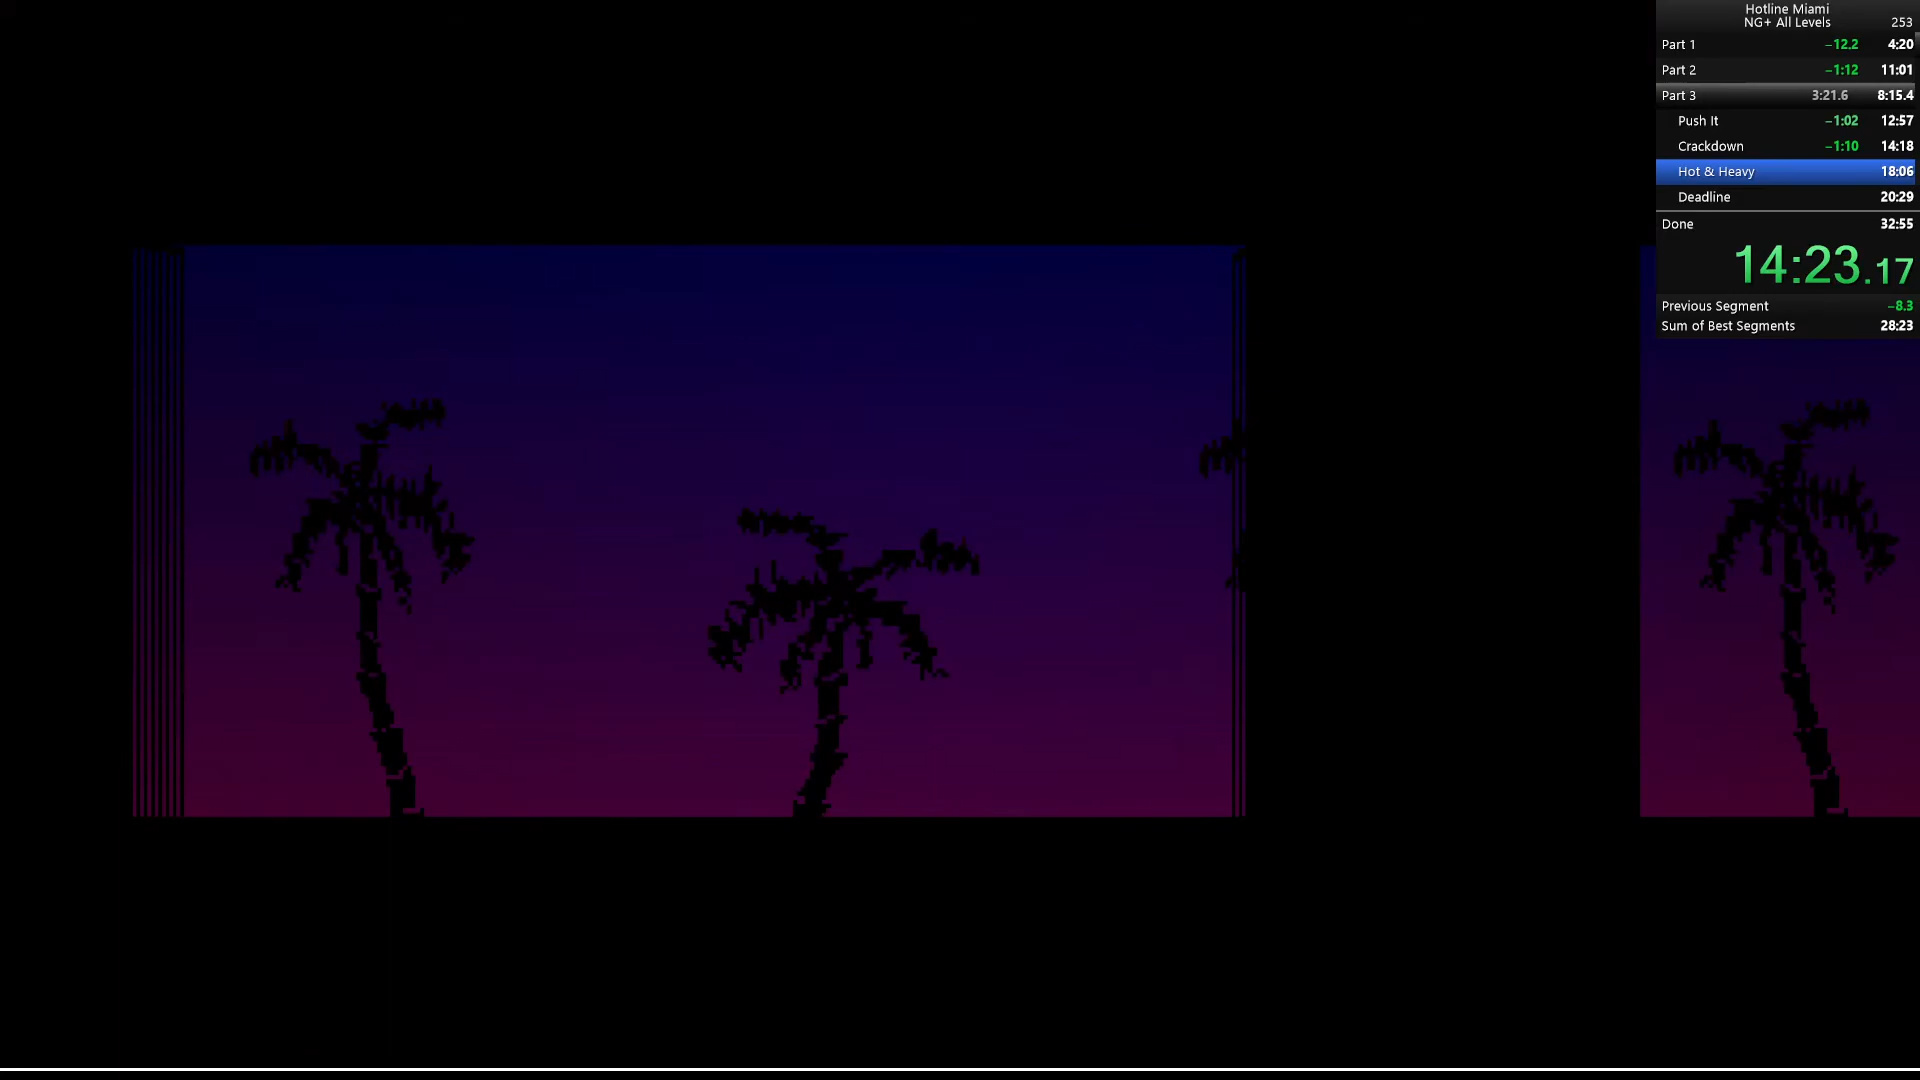 Hotline Miami
NG+ All Levels 253
Part 1 −12.2 4:20
Part 2 −1:12 11:01
Part 3 3:21.6 8:15.4
Push It −1:02 12:57
Crackdown −1:10 14:18
Hot & Heavy 18:06
Deadline 20:29
Done 32:55
14:23.17
Previous Segment −8.3
Sum of Best Segments 28:23